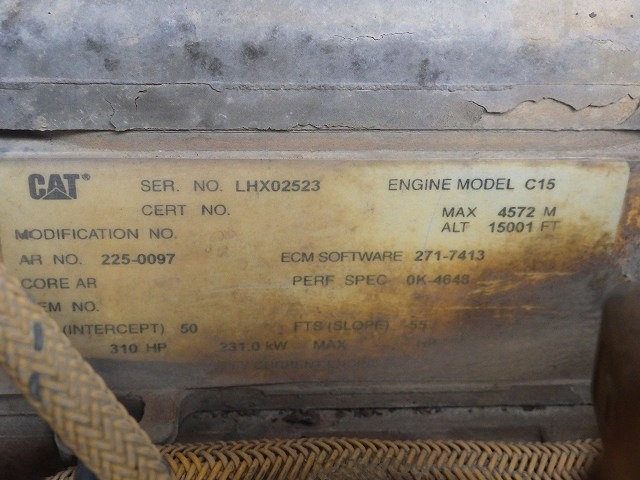 CAT® SER. NO. LHX02523 ENGINE MODEL C15
CERT NO. MAX 4572 M
MODIFICATION NO. ALT 15001 FT
AR NO. 225-0097 ECM SOFTWARE 271-7413
CORE AR PERF SPEC 0K-4648
EM NO.
(INTERCEPT) 50 FTS (SLOPE) -55
310 HP 231.0 kW MAX